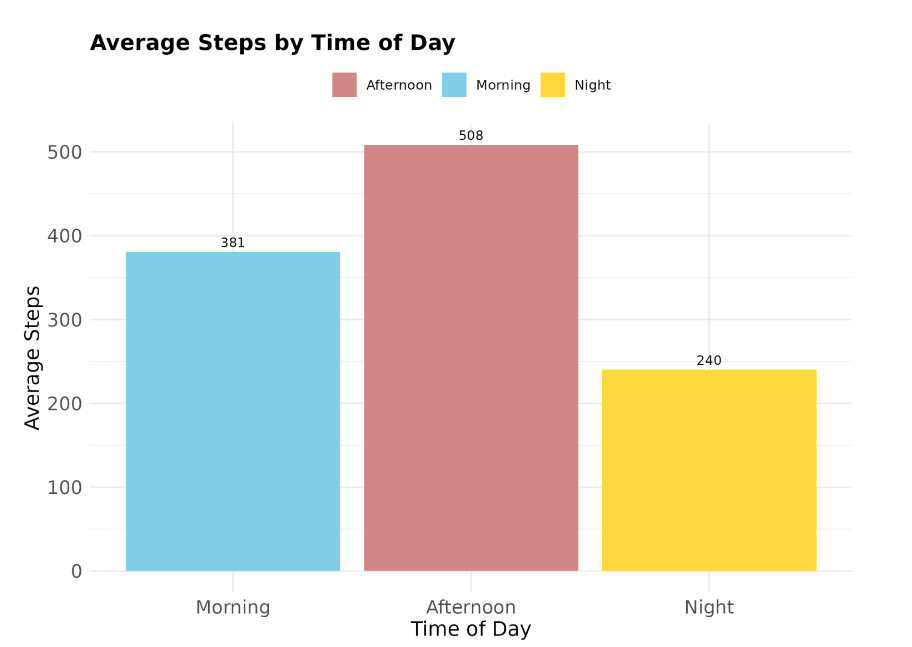 Average Steps by Time of Day
Afternoon Morning Night
Average Steps
500
400
300
200
100
0
381
508
240
Morning Afternoon Night
Time of Day